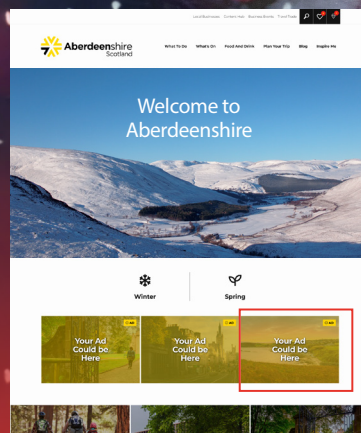 Local Businesses Content Hub Business Events Travel Trade
Aberdeenshire
Scotland
What To Do What's On Food And Drink Plan Your Trip Blog Inspire Me
Welcome to
Aberdeenshire
Winter Spring
AD
Your Ad
Could be
Here
AD
Your Ad
Could be
Here
AD
Your Ad
Could be
Here